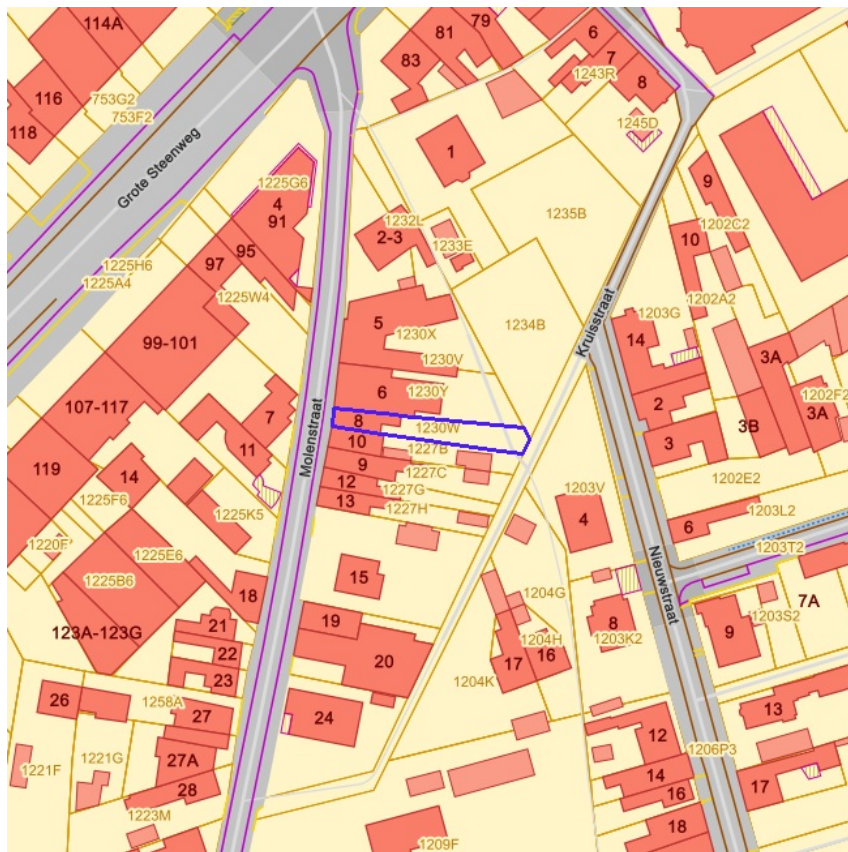 114A
79
81
83
6
1243R
7
8
116
753G2
753F2
118
Grote Steenweg
1245D
1
9
1225G6
4
91
1235B
1202C2
1232L
2-3
1233E
10
95
97
1225H6
1225A4
1225W4
1202A2
5
1230X
1234B
Kruisstraat
1203G
14
99-101
1230V
3A
6
1230Y
1202F2
2
107-117
7
8
1230W
3A
3B
Molenstraat
10
1227B
3
11
9
1227C
119
14
12
1227G
1202E2
1203V
1225F6
13
1227H
1203L2
1225K5
4
6
1225E6
1203T2
1225B6
15
Nieuwstraat
1204G
18
7A
19
21
8
1203S2
123A-123G
1204H
1203K2
9
22
20
17
16
23
1204K
26
1258A
27
24
13
12
1206P3
27A
1221G
1221F
14
28
16
17
1223M
18
1209F